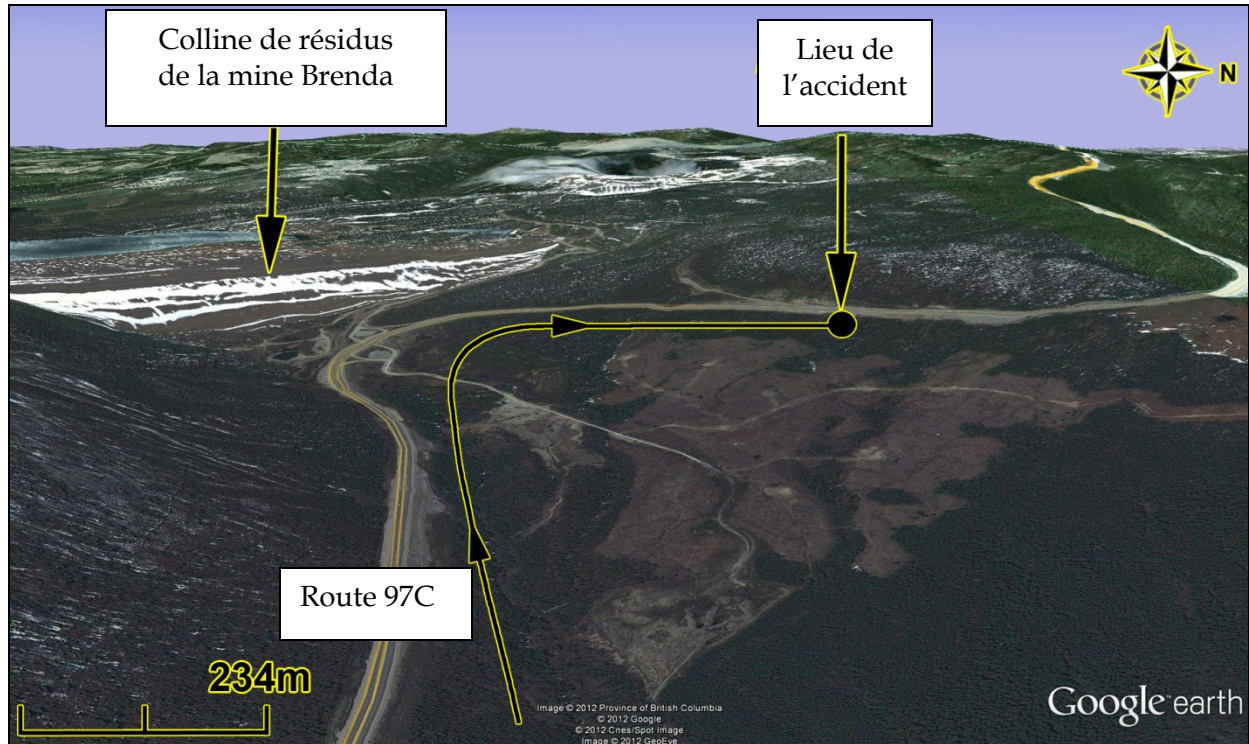 Colline de résidus
de la mine Brenda
Lieu de
l'accident
N
Route 97C
234m
Image © 2012 Province of British Columbia
© 2012 Google
© 2012 Cnes/Spot Image
Image © 2012 GeoEye
Google earth